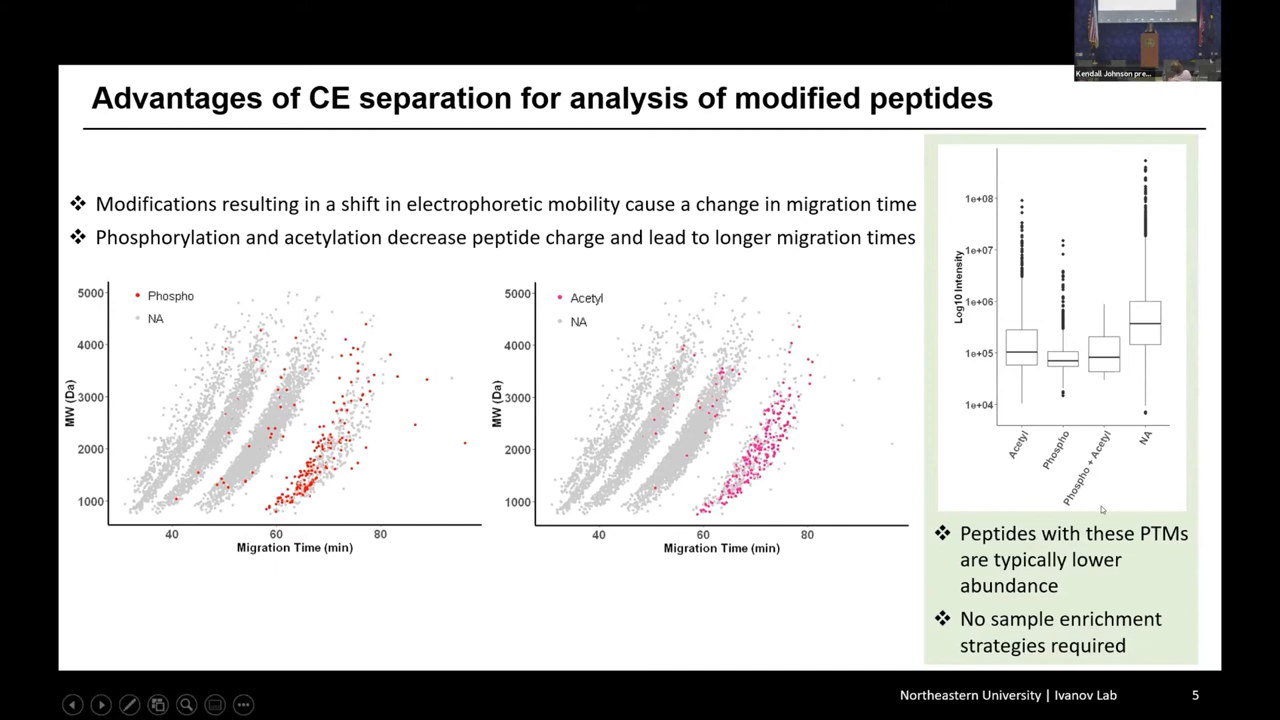 Kendall Johnson pre...
Advantages of CE separation for analysis of modified peptides
❖ Modifications resulting in a shift in electrophoretic mobility cause a change in migration time
❖ Phosphorylation and acetylation decrease peptide charge and lead to longer migration times
Phospho
NA
5000
4000
3000
2000
1000
MW (Da)
40
60
80
Migration Time (min)
Acetyl
NA
5000
4000
3000
2000
1000
MW (Da)
40
60
80
Migration Time (min)
1e+08
1e+07
1e+06
1e+05
1e+04
Log10 Intensity
Acetyl
Phospho
Phospho + Acetyl
NA
❖ Peptides with these PTMs
are typically lower
abundance
❖ No sample enrichment
strategies required
Northeastern University | Ivanov Lab
5